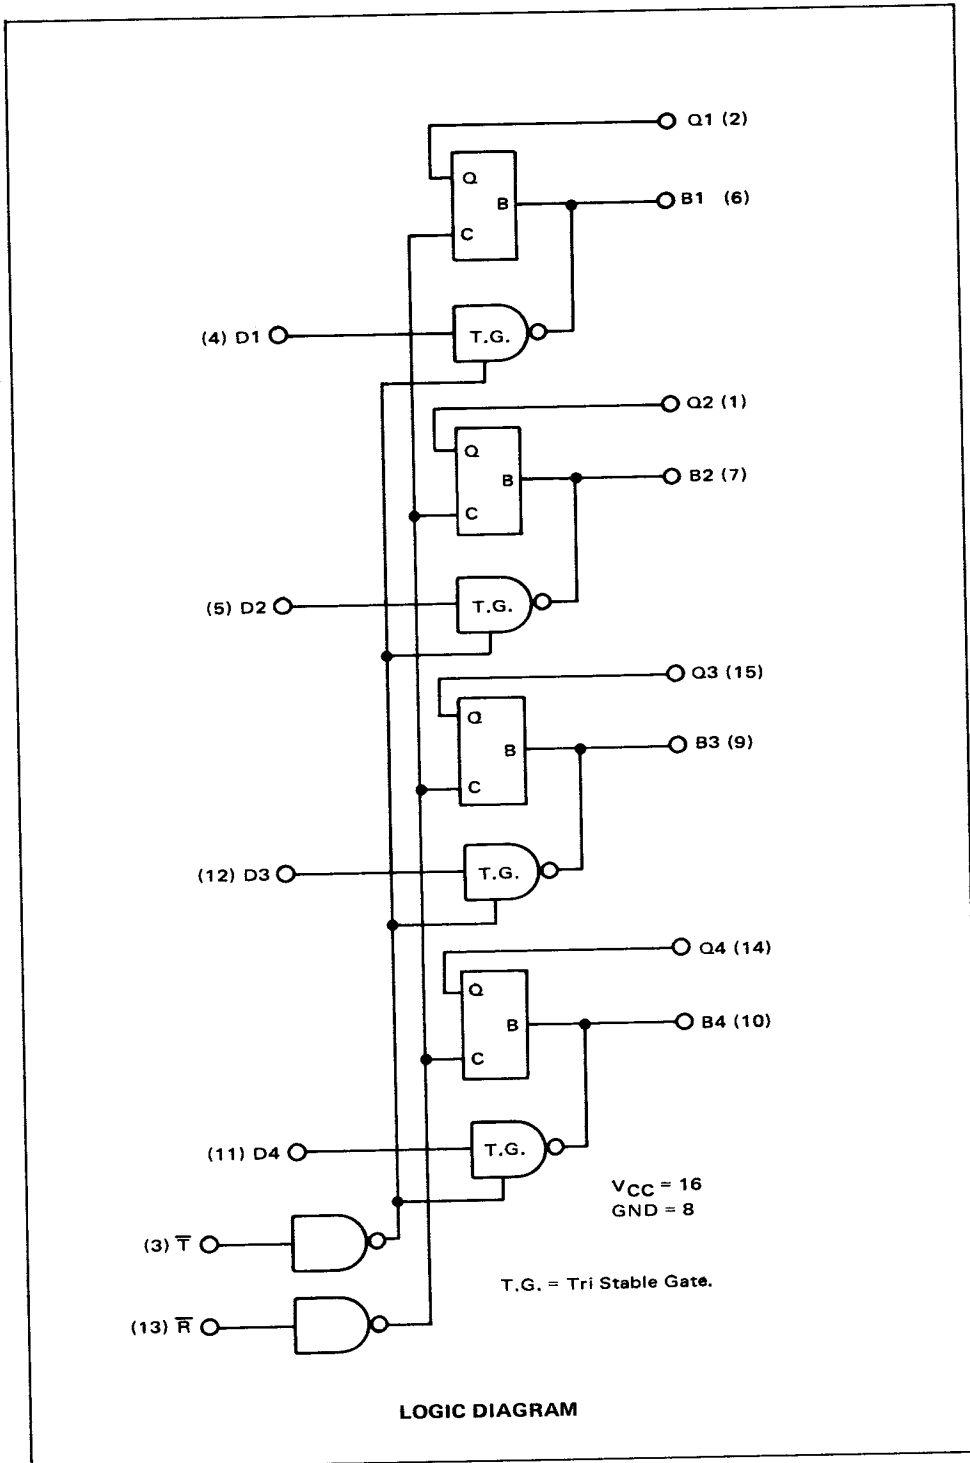 Q1 (2)
Q
B
B1 (6)
C
(4) D1
T.G.
Q2 (1)
Q
B
B2 (7)
C
(5) D2
T.G.
Q3 (15)
Q
B
B3 (9)
C
(12) D3
T.G.
Q4 (14)
Q
B
B4 (10)
C
(11) D4
T.G.
VCC = 16
GND = 8
(3) T̅
T.G. = Tri Stable Gate.
(13) R̅
LOGIC DIAGRAM